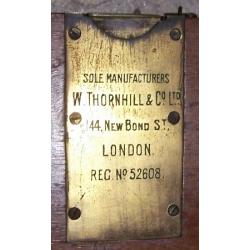 SOLE MANUFACTURERS
W. THORNHILL & CO. LTD.
144, NEW BOND ST.,
LONDON.
REG. NO 52608.